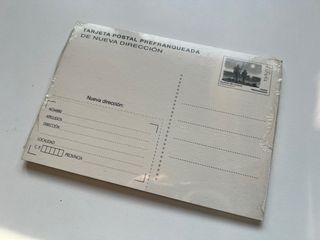 TARJETA POSTAL PREFRANQUEADA
DE NUEVA DIRECCIÓN
Nueva dirección:
NOMBRE
APELLIDOS
DIRECCIÓN
LOCALIDAD
C.P.
PROVINCIA